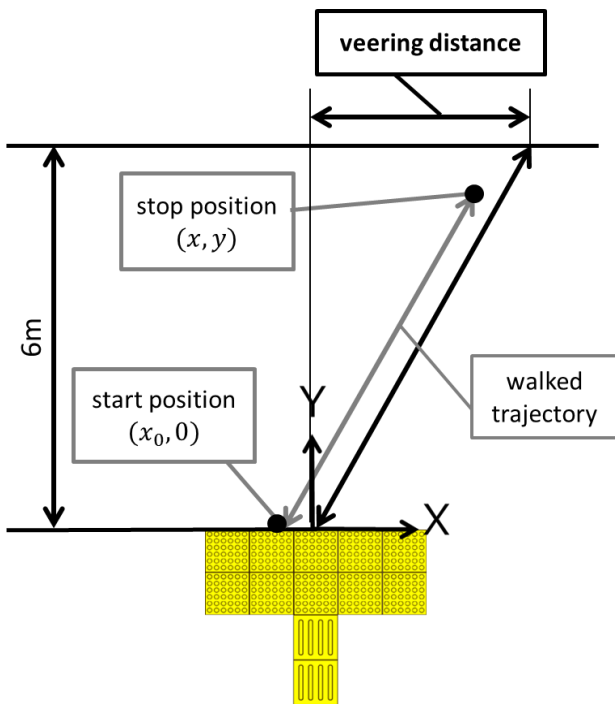 veering distance
stop position
(x, y)
6m
start position
(x₀, 0)
Y
walked
trajectory
X